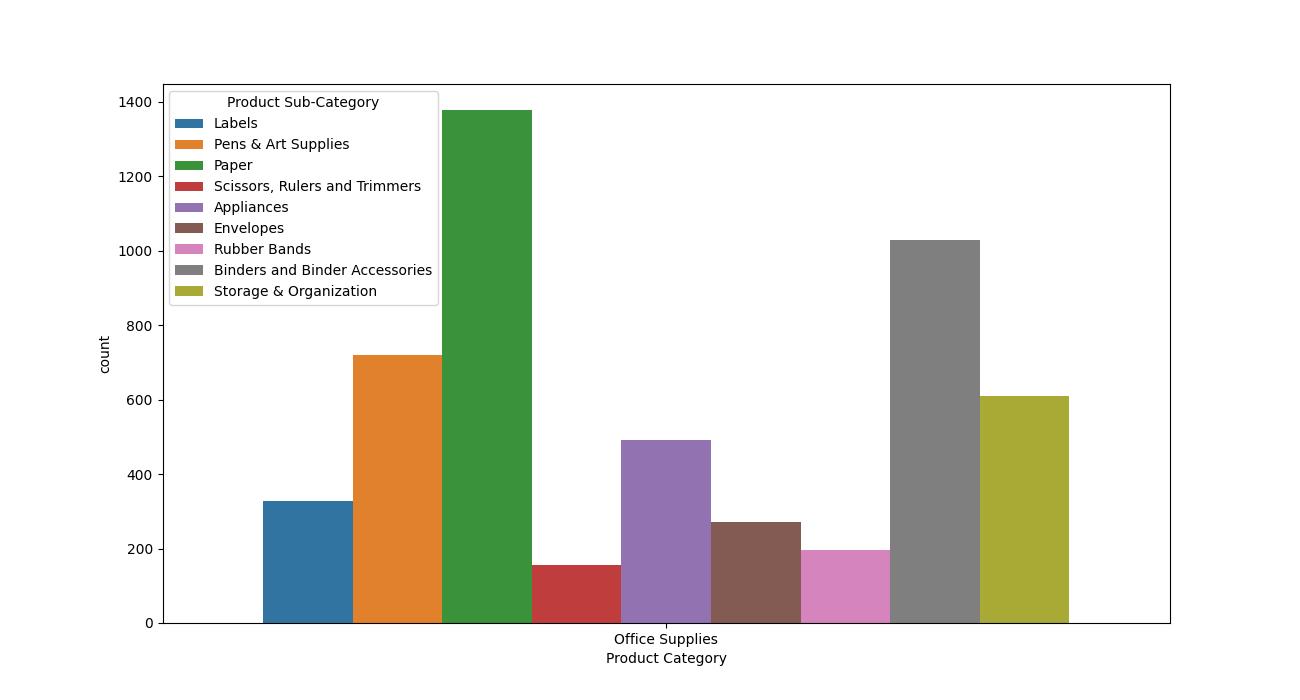 Product Sub-Category
Labels
Pens & Art Supplies
Paper
Scissors, Rulers and Trimmers
Appliances
Envelopes
Rubber Bands
Binders and Binder Accessories
Storage & Organization
1400
1200
1000
800
600
400
200
0
count
Office Supplies
Product Category